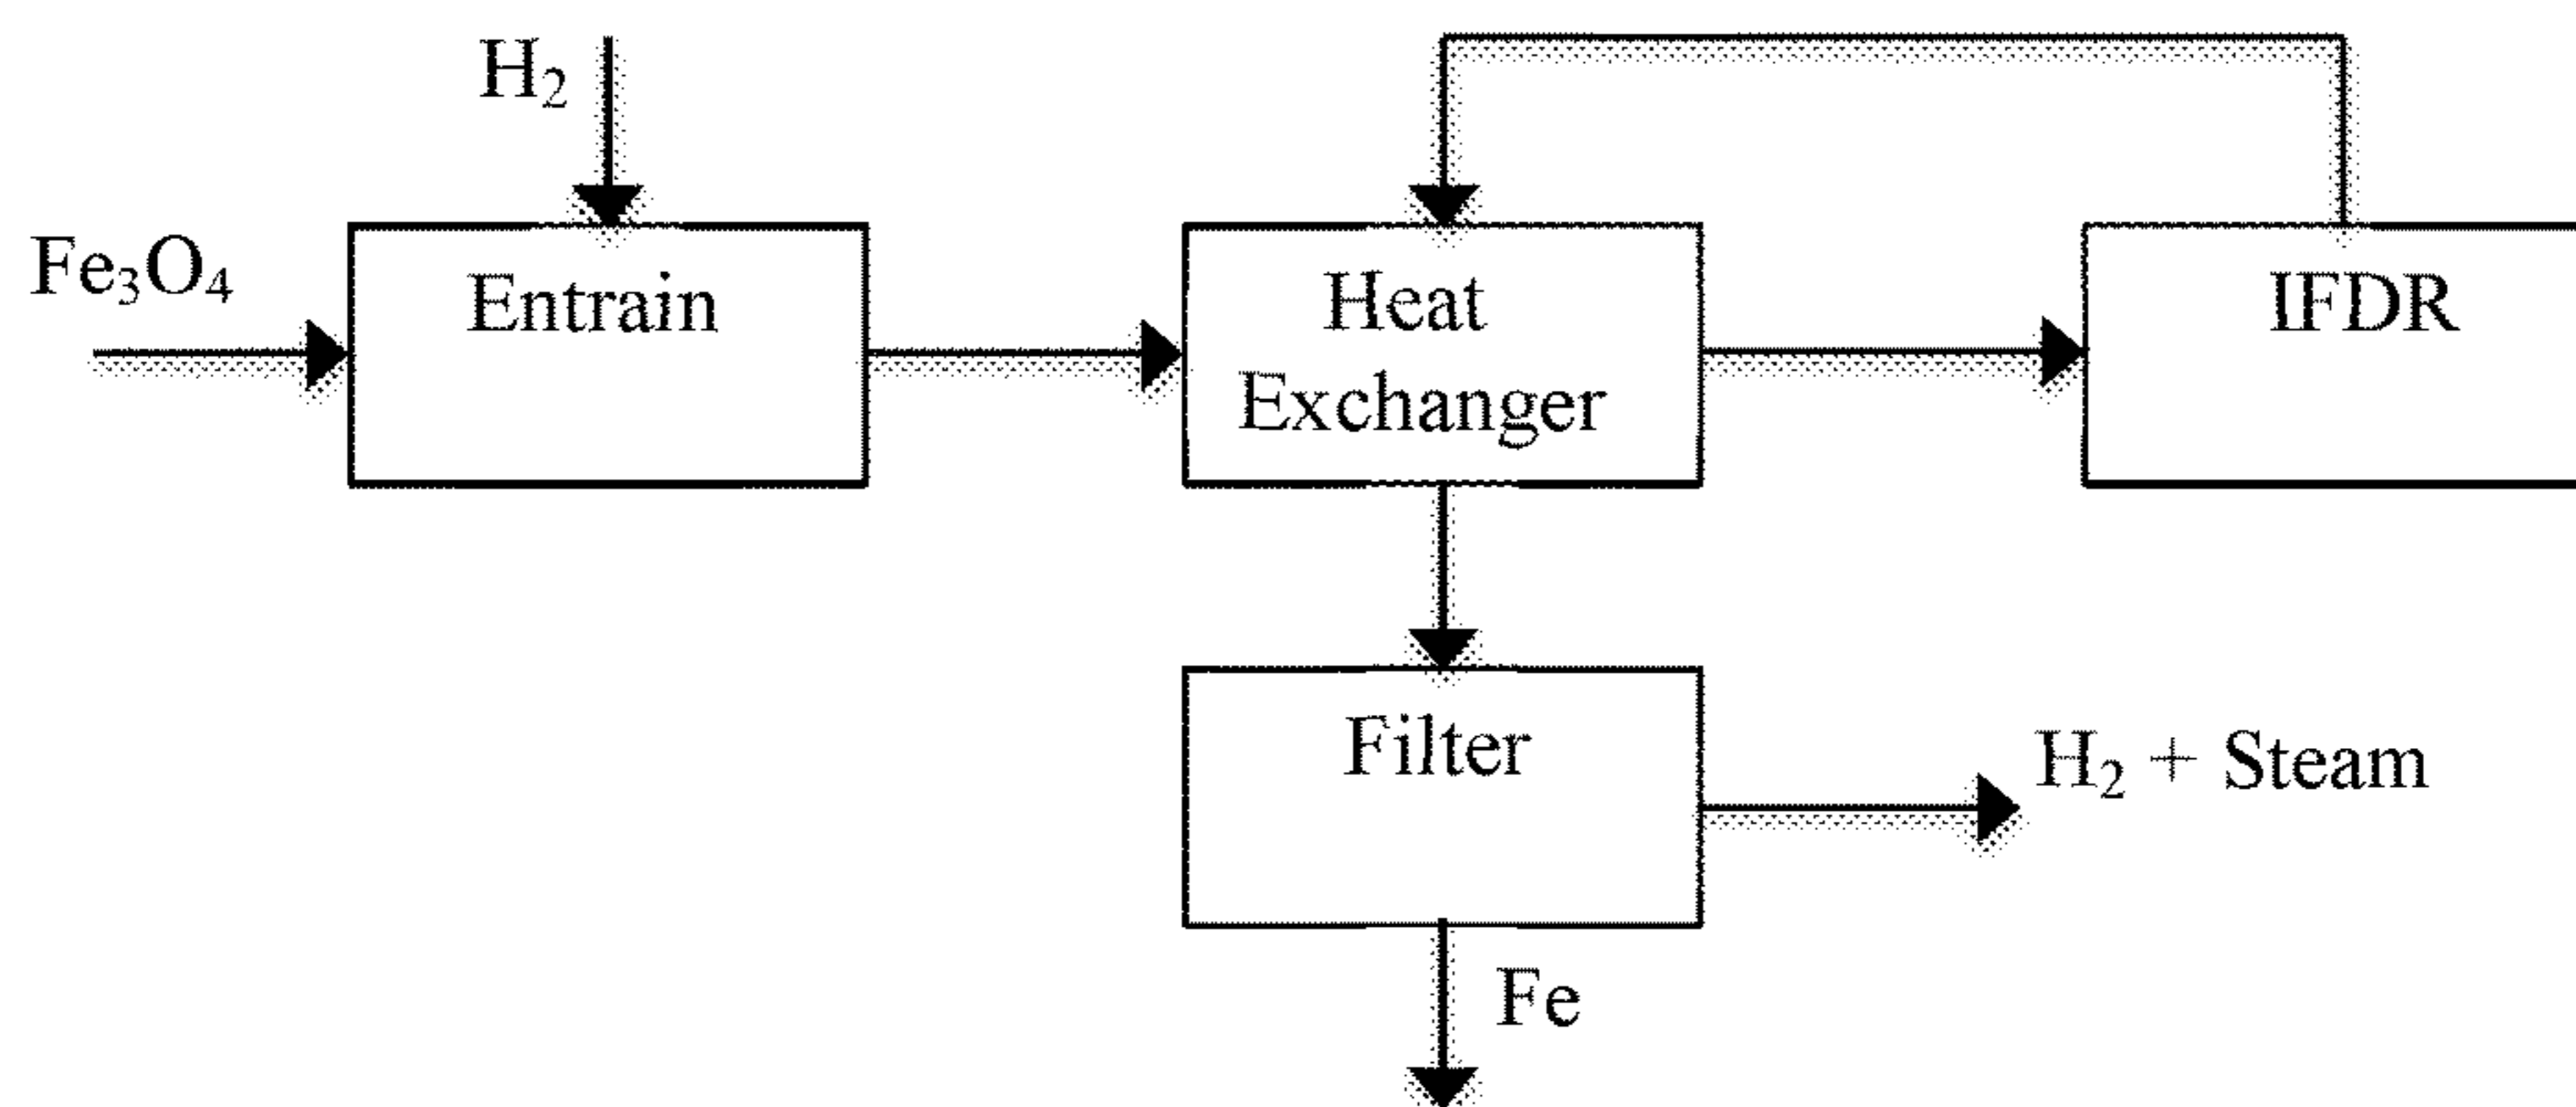 H₂
Fe₃O₄
Entrain
Heat
Exchanger
IFDR
Filter
H₂ + Steam
Fe